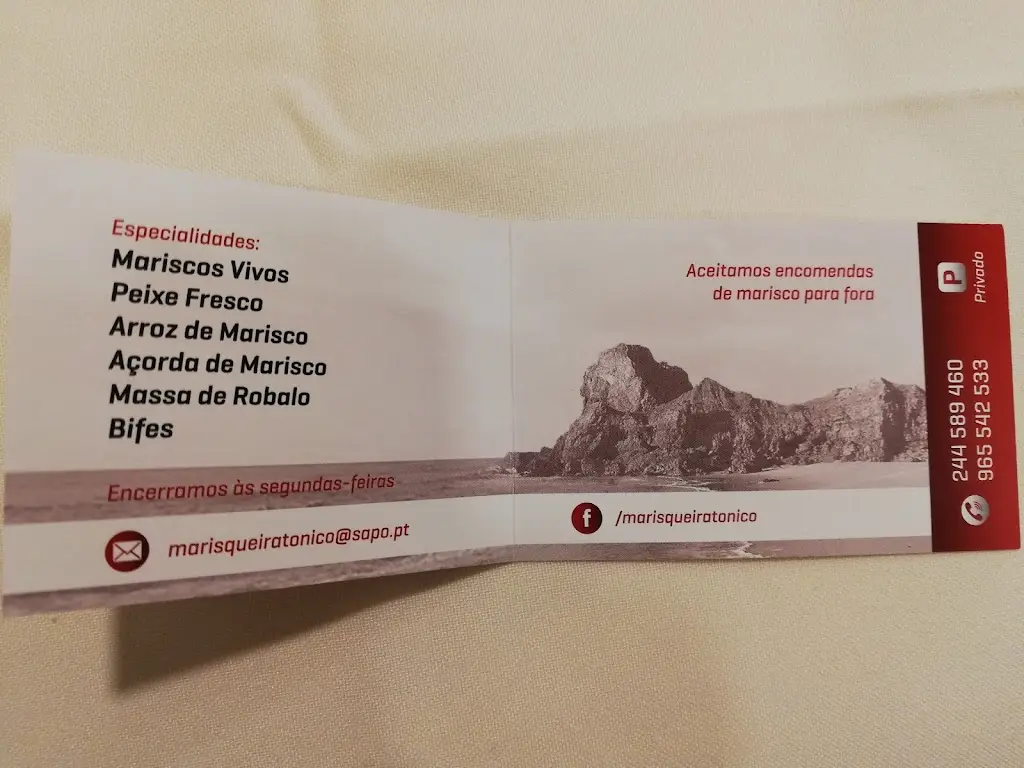 Especialidades:
Mariscos Vivos
Peixe Fresco
Arroz de Marisco
Açorda de Marisco
Massa de Robalo
Bifes
Encerramos às segundas-feiras
marisqueiratonico@sapo.pt
Aceitamos encomendas
de marisco para fora
f /marisqueiratonico
P Privado
244 589 460
965 542 533